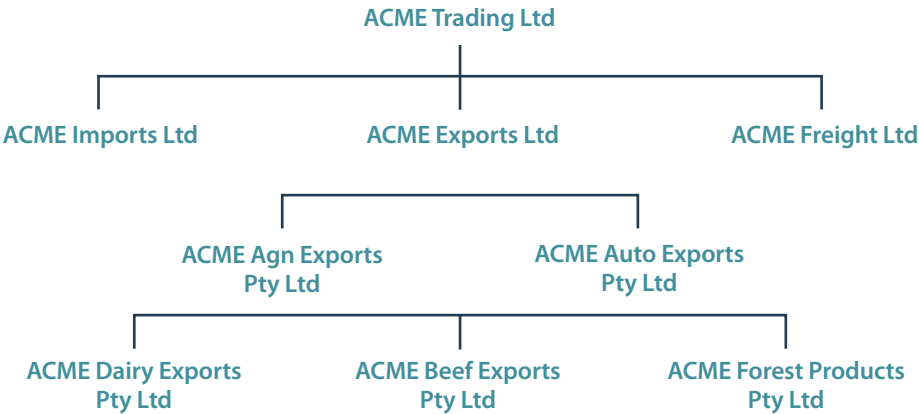 ACME Trading Ltd
ACME Imports Ltd
ACME Exports Ltd
ACME Freight Ltd
ACME Agn Exports
Pty Ltd
ACME Auto Exports
Pty Ltd
ACME Dairy Exports
Pty Ltd
ACME Beef Exports
Pty Ltd
ACME Forest Products
Pty Ltd